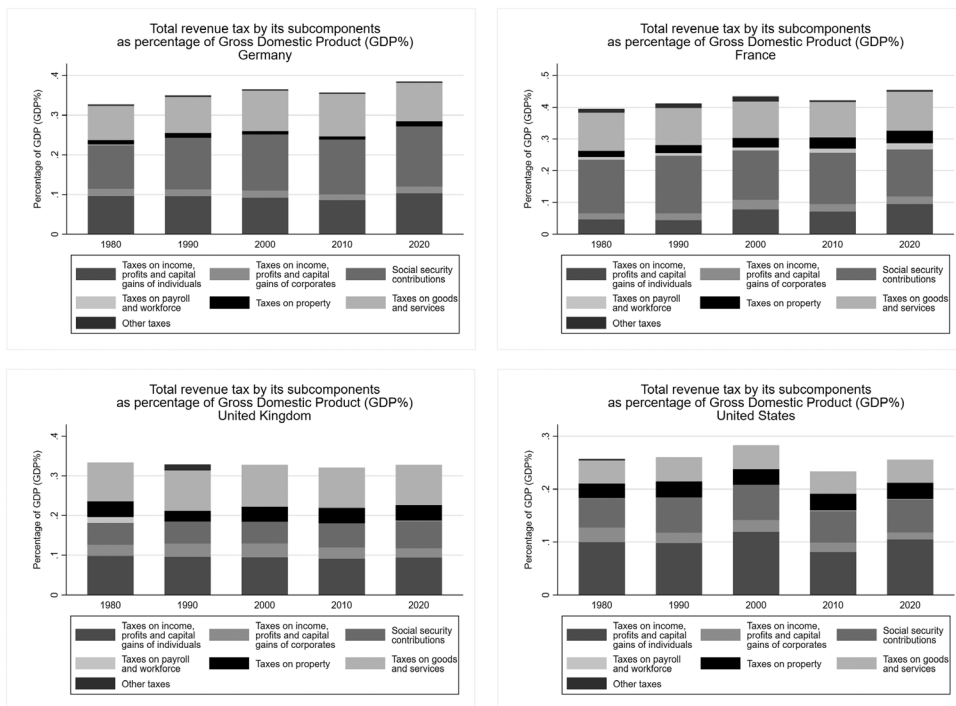 Total revenue tax by its subcomponents
as percentage of Gross Domestic Product (GDP%)
Germany
Percentage of GDP (GDP%)
.4
.3
.2
.1
0
1980 1990 2000 2010 2020
Taxes on income, profits and capital gains of individuals
Taxes on income, profits and capital gains of corporates
Social security contributions
Taxes on payroll and workforce
Taxes on property
Taxes on goods and services
Other taxes
Total revenue tax by its subcomponents
as percentage of Gross Domestic Product (GDP%)
France
Percentage of GDP (GDP%)
.5
.4
.3
.2
.1
0
1980 1990 2000 2010 2020
Taxes on income, profits and capital gains of individuals
Taxes on income, profits and capital gains of corporates
Social security contributions
Taxes on payroll and workforce
Taxes on property
Taxes on goods and services
Other taxes
Total revenue tax by its subcomponents
as percentage of Gross Domestic Product (GDP%)
United Kingdom
Percentage of GDP (GDP%)
.4
.3
.2
.1
0
1980 1990 2000 2010 2020
Taxes on income, profits and capital gains of individuals
Taxes on income, profits and capital gains of corporates
Social security contributions
Taxes on payroll and workforce
Taxes on property
Taxes on goods and services
Other taxes
Total revenue tax by its subcomponents
as percentage of Gross Domestic Product (GDP%)
United States
Percentage of GDP (GDP%)
.3
.2
.1
0
1980 1990 2000 2010 2020
Taxes on income, profits and capital gains of individuals
Taxes on income, profits and capital gains of corporates
Social security contributions
Taxes on payroll and workforce
Taxes on property
Taxes on goods and services
Other taxes